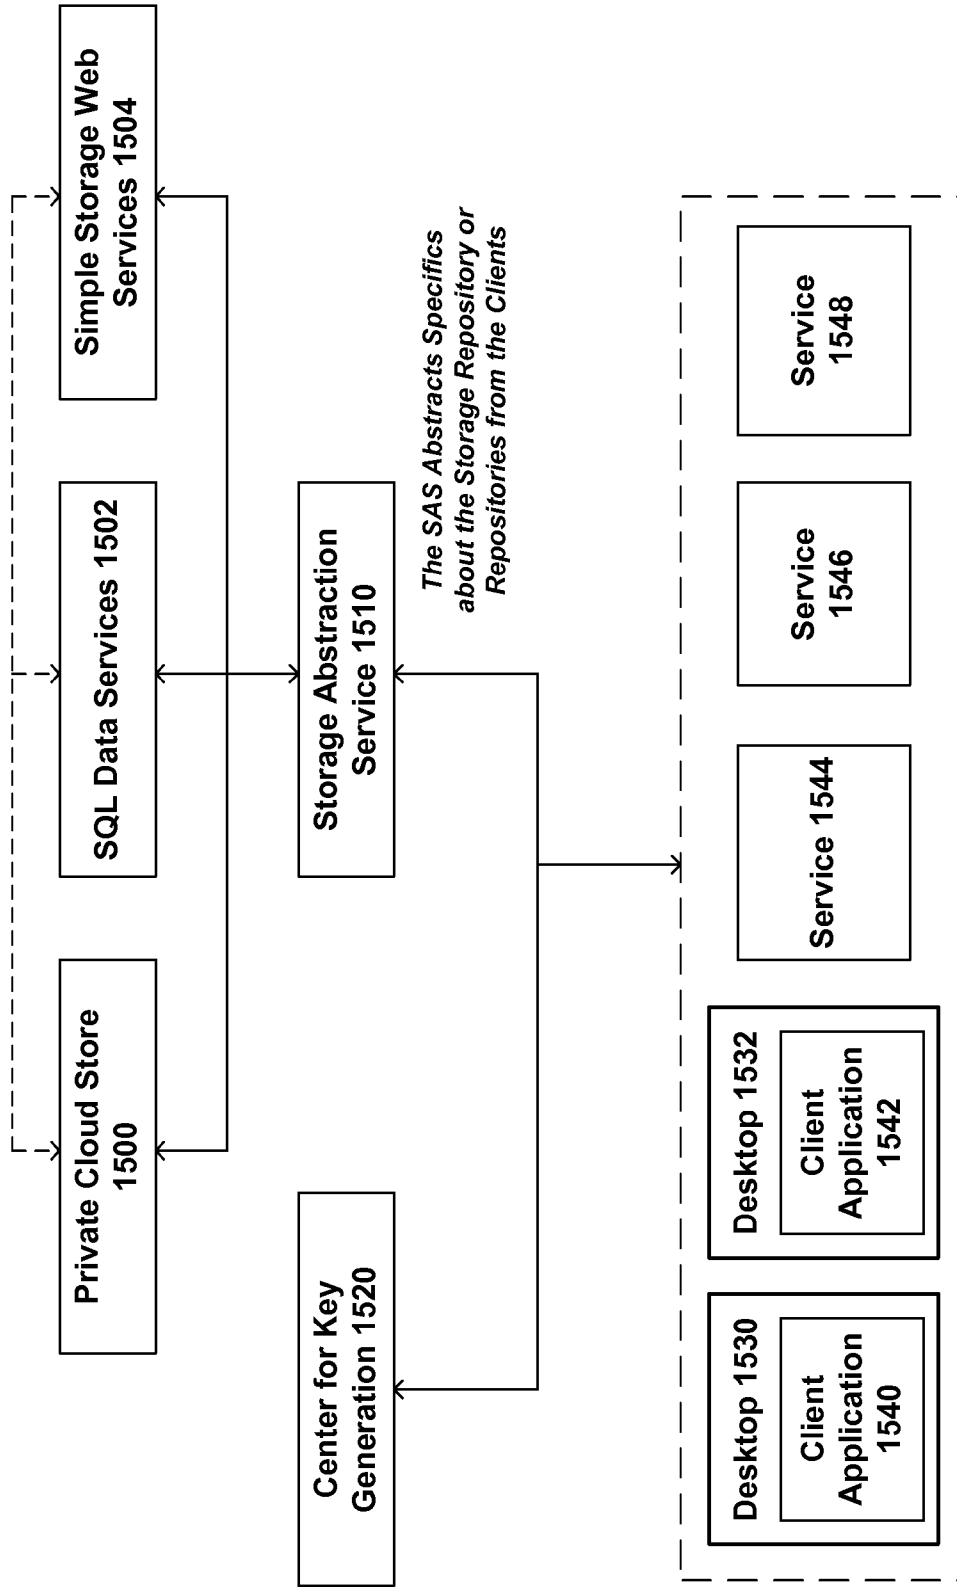 Private Cloud Store
1500
SQL Data Services 1502
Simple Storage Web
Services 1504
Center for Key
Generation 1520
Storage Abstraction
Service 1510
The SAS Abstracts Specifics
about the Storage Repository or
Repositories from the Clients
Desktop 1530
Client
Application
1540
Desktop 1532
Client
Application
1542
Service 1544
Service
1546
Service
1548